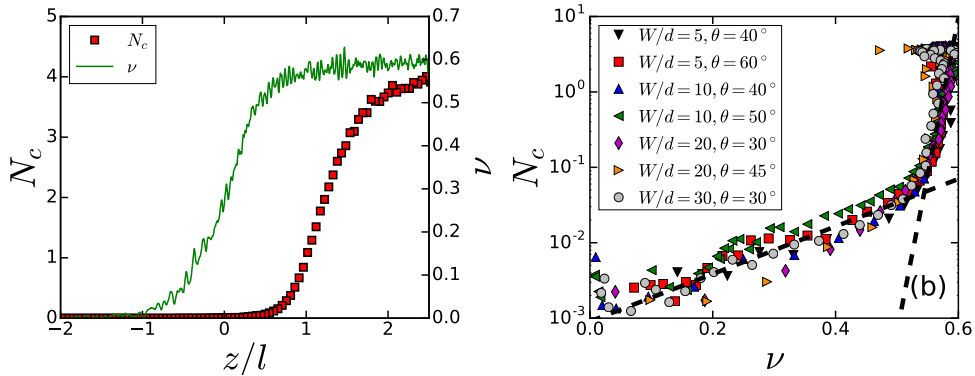 5
4
3
2
1
0
N_c
N_c
ν
0.7
0.6
0.5
0.4
0.3
0.2
0.1
0.0
ν
−2
−1
0
1
2
z/l
10^1
10^0
10^-1
10^-2
10^-3
N_c
W/d = 5, θ = 40°
W/d = 5, θ = 60°
W/d = 10, θ = 40°
W/d = 10, θ = 50°
W/d = 20, θ = 30°
W/d = 20, θ = 45°
W/d = 30, θ = 30°
(b)
0.0
0.2
0.4
0.6
ν